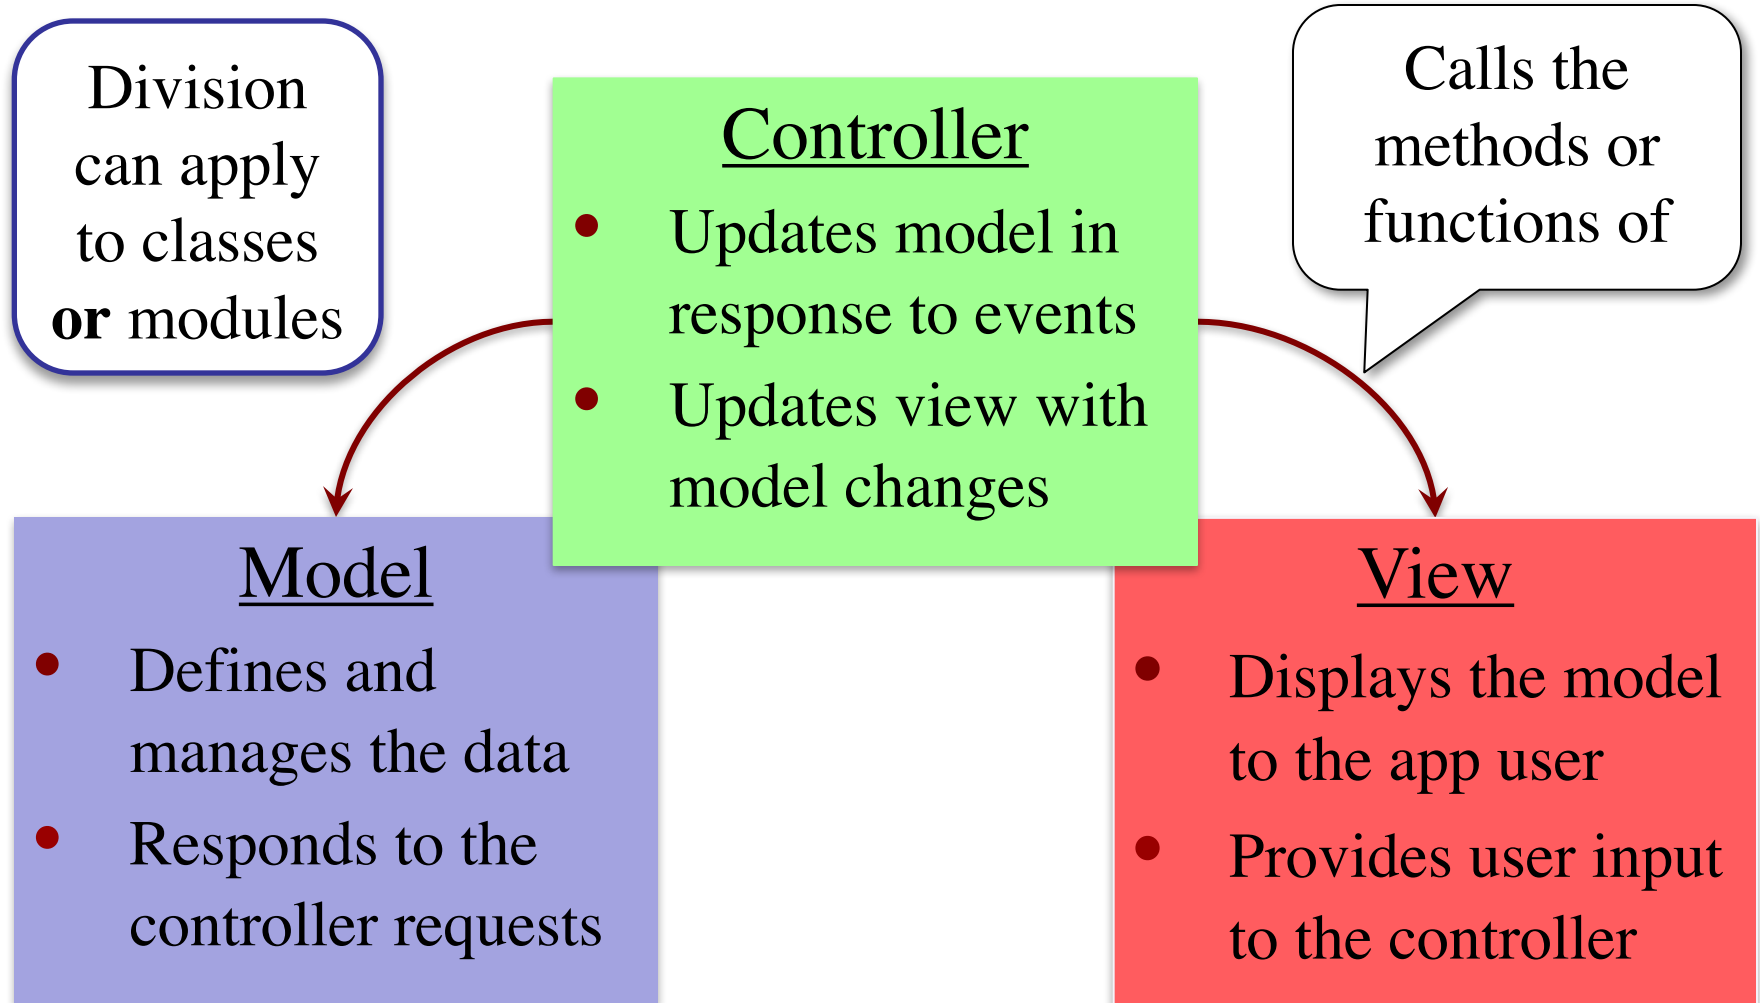 Division
can apply
to classes
or modules
Controller
• Updates model in
response to events
• Updates view with
model changes
Calls the
methods or
functions of
Model
• Defines and
manages the data
• Responds to the
controller requests
View
• Displays the model
to the app user
• Provides user input
to the controller